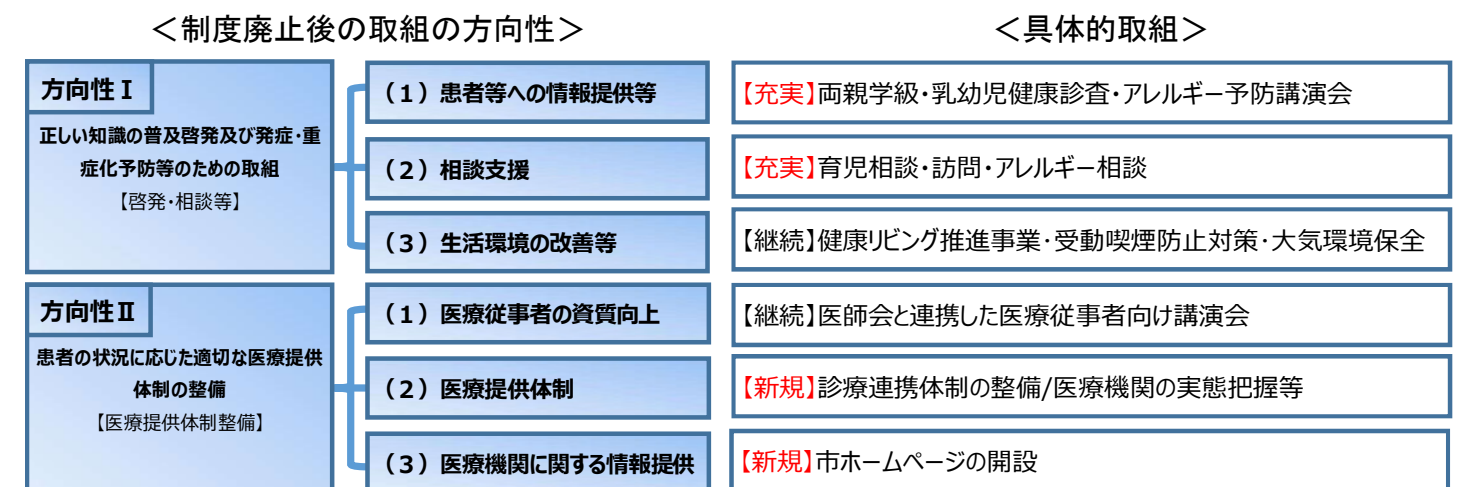 ＜制度廃止後の取組の方向性＞
＜具体的取組＞
方向性Ⅰ
正しい知識の普及啓発及び発症･重
症化予防等のための取組
【啓発･相談等】
（１）患者等への情報提供等
【充実】両親学級･乳幼児健康診査･アレルギー予防講演会
（２）相談支援
【充実】育児相談･訪問･アレルギー相談
（３）生活環境の改善等
【継続】健康リビング推進事業･受動喫煙防止対策･大気環境保全
方向性Ⅱ
患者の状況に応じた適切な医療提供
体制の整備
【医療提供体制整備】
（１）医療従事者の資質向上
【継続】医師会と連携した医療従事者向け講演会
（２）医療提供体制
【新規】診療連携体制の整備/医療機関の実態把握等
（３）医療機関に関する情報提供
【新規】市ホームページの開設